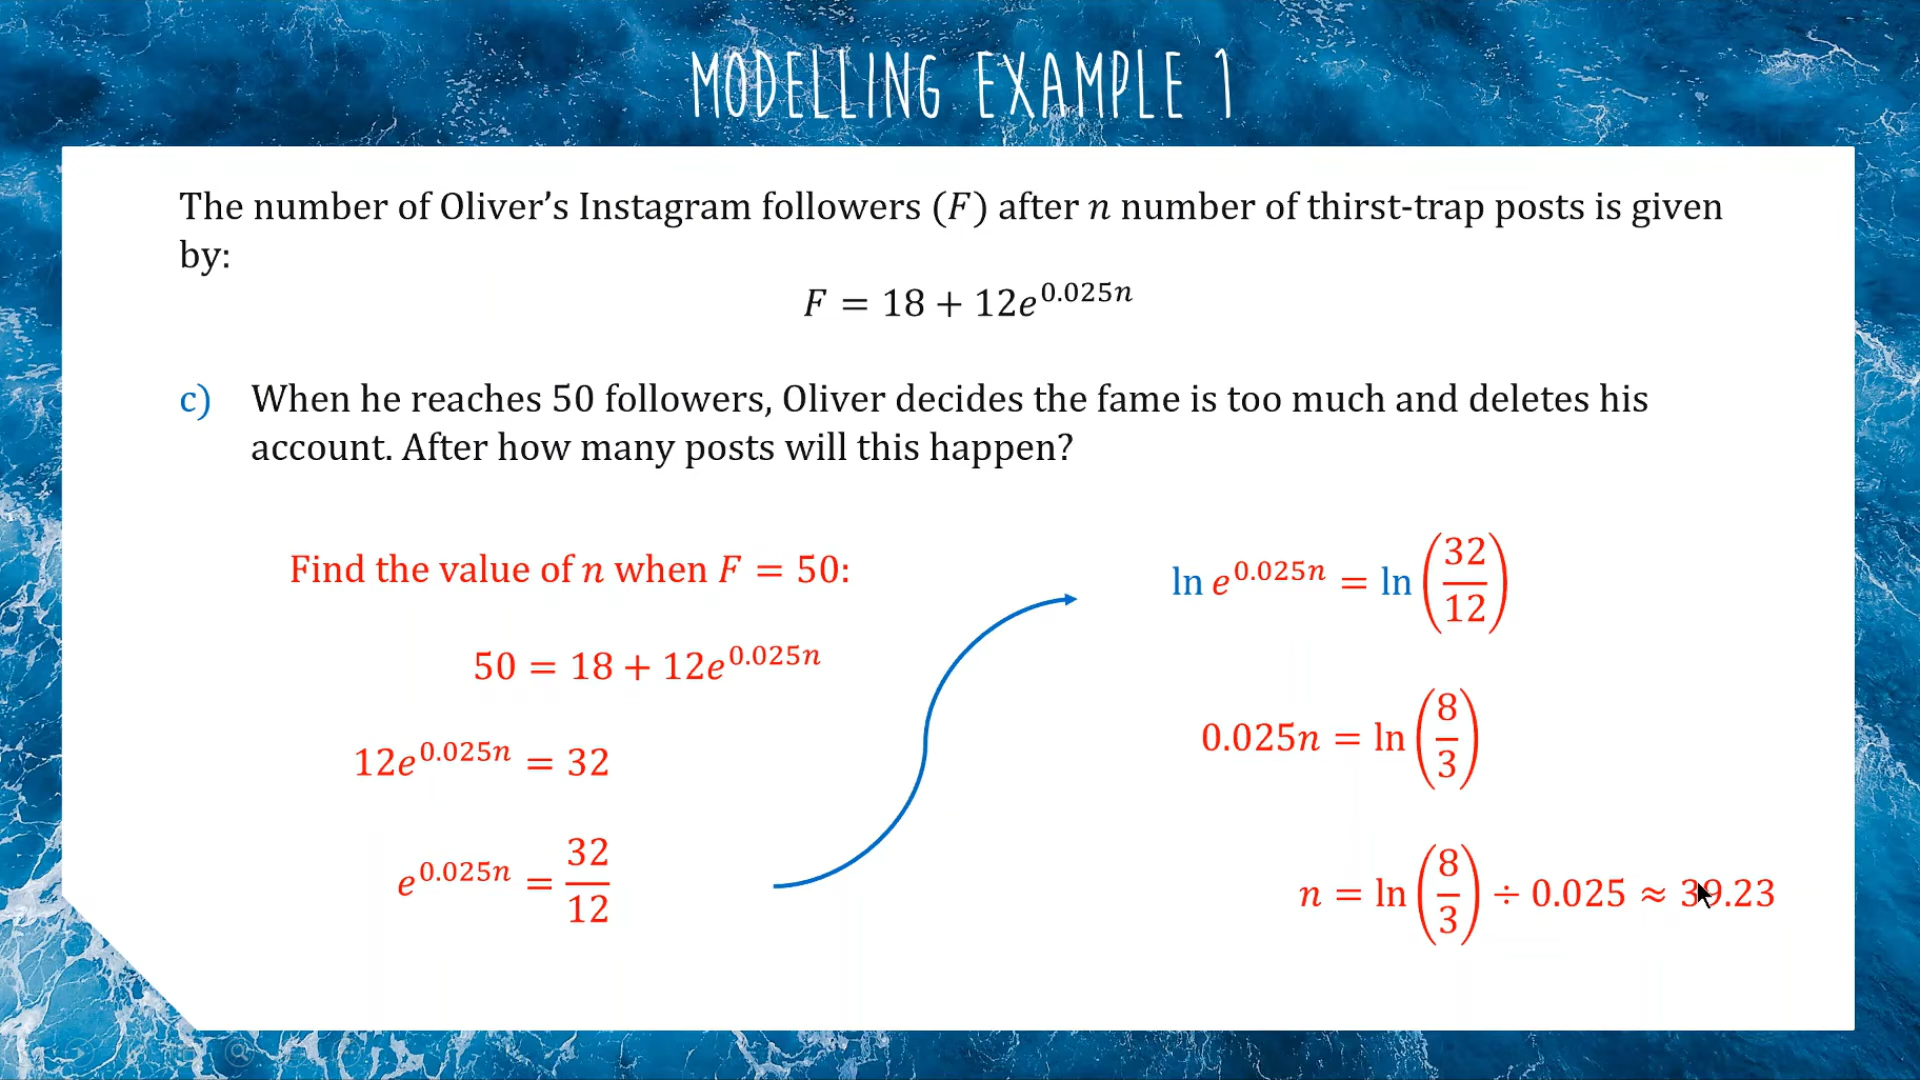 MODELLING EXAMPLE 1
The number of Oliver’s Instagram followers (F) after n number of thirst-trap posts is given
by:
F = 18 + 12e^{0.025n}
c) When he reaches 50 followers, Oliver decides the fame is too much and deletes his
account. After how many posts will this happen?
Find the value of n when F = 50:
50 = 18 + 12e^{0.025n}
12e^{0.025n} = 32
e^{0.025n} = \frac{32}{12}
ln e^{0.025n} = ln(\frac{32}{12})
0.025n = ln(\frac{8}{3})
n = ln(\frac{8}{3}) ÷ 0.025 ≈ 39.23